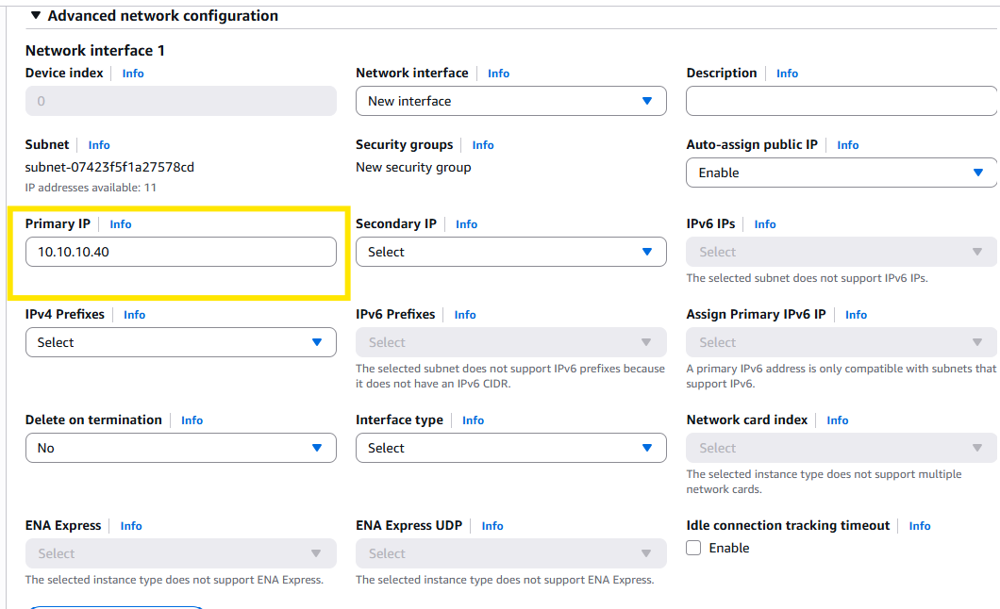 Advanced network configuration
Network interface 1
Device index Info
0
Network interface Info
New interface
Description Info
Subnet Info
subnet-07423f5f1a27578cd
IP addresses available: 11
Security groups Info
New security group
Auto-assign public IP Info
Enable
Primary IP Info
10.10.10.40
Secondary IP Info
Select
IPv6 IPs Info
Select
The selected subnet does not support IPv6 IPs.
IPv4 Prefixes Info
Select
IPv6 Prefixes Info
Select
The selected subnet does not support IPv6 prefixes because
it does not have an IPv6 CIDR.
Assign Primary IPv6 IP Info
Select
A primary IPv6 address is only compatible with subnets that
support IPv6.
Delete on termination Info
No
Interface type Info
Select
Network card index Info
Select
The selected instance type does not support multiple
network cards.
ENA Express Info
Select
The selected instance type does not support ENA Express.
ENA Express UDP Info
Select
The selected instance type does not support ENA Express.
Idle connection tracking timeout Info
Enable